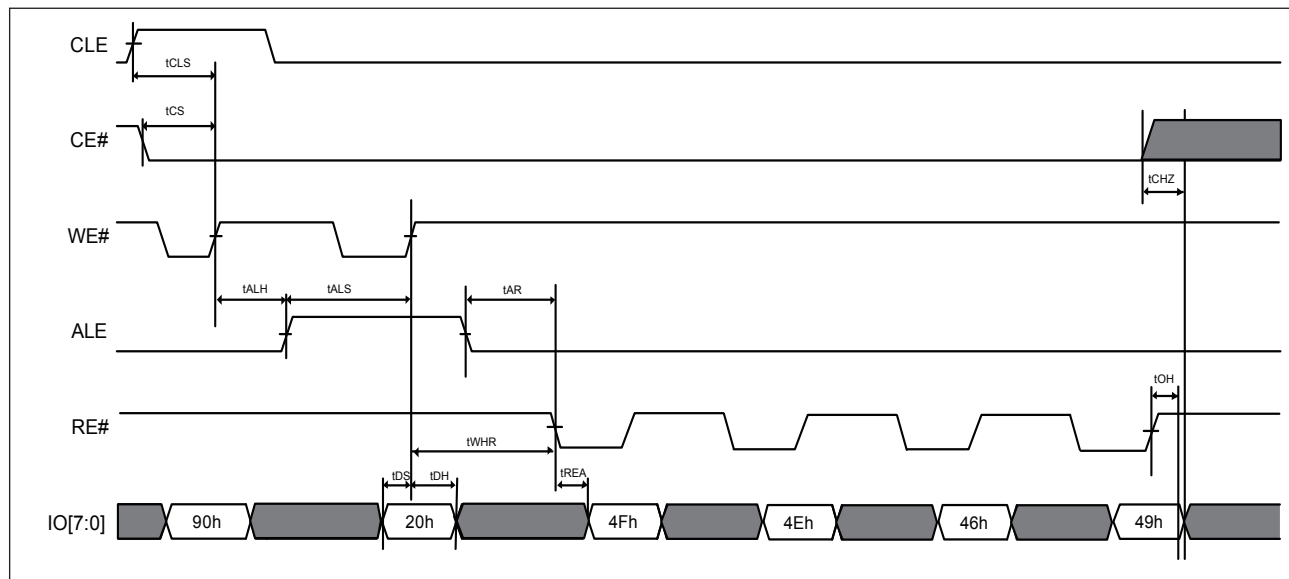 CLE
tCLS
tCS
CE#
tCHZ
WE#
tALH
tALS
tAR
ALE
tOH
RE#
tWHR
tDS
tDH
tREA
IO[7:0]
90h
20h
4Fh
4Eh
46h
49h